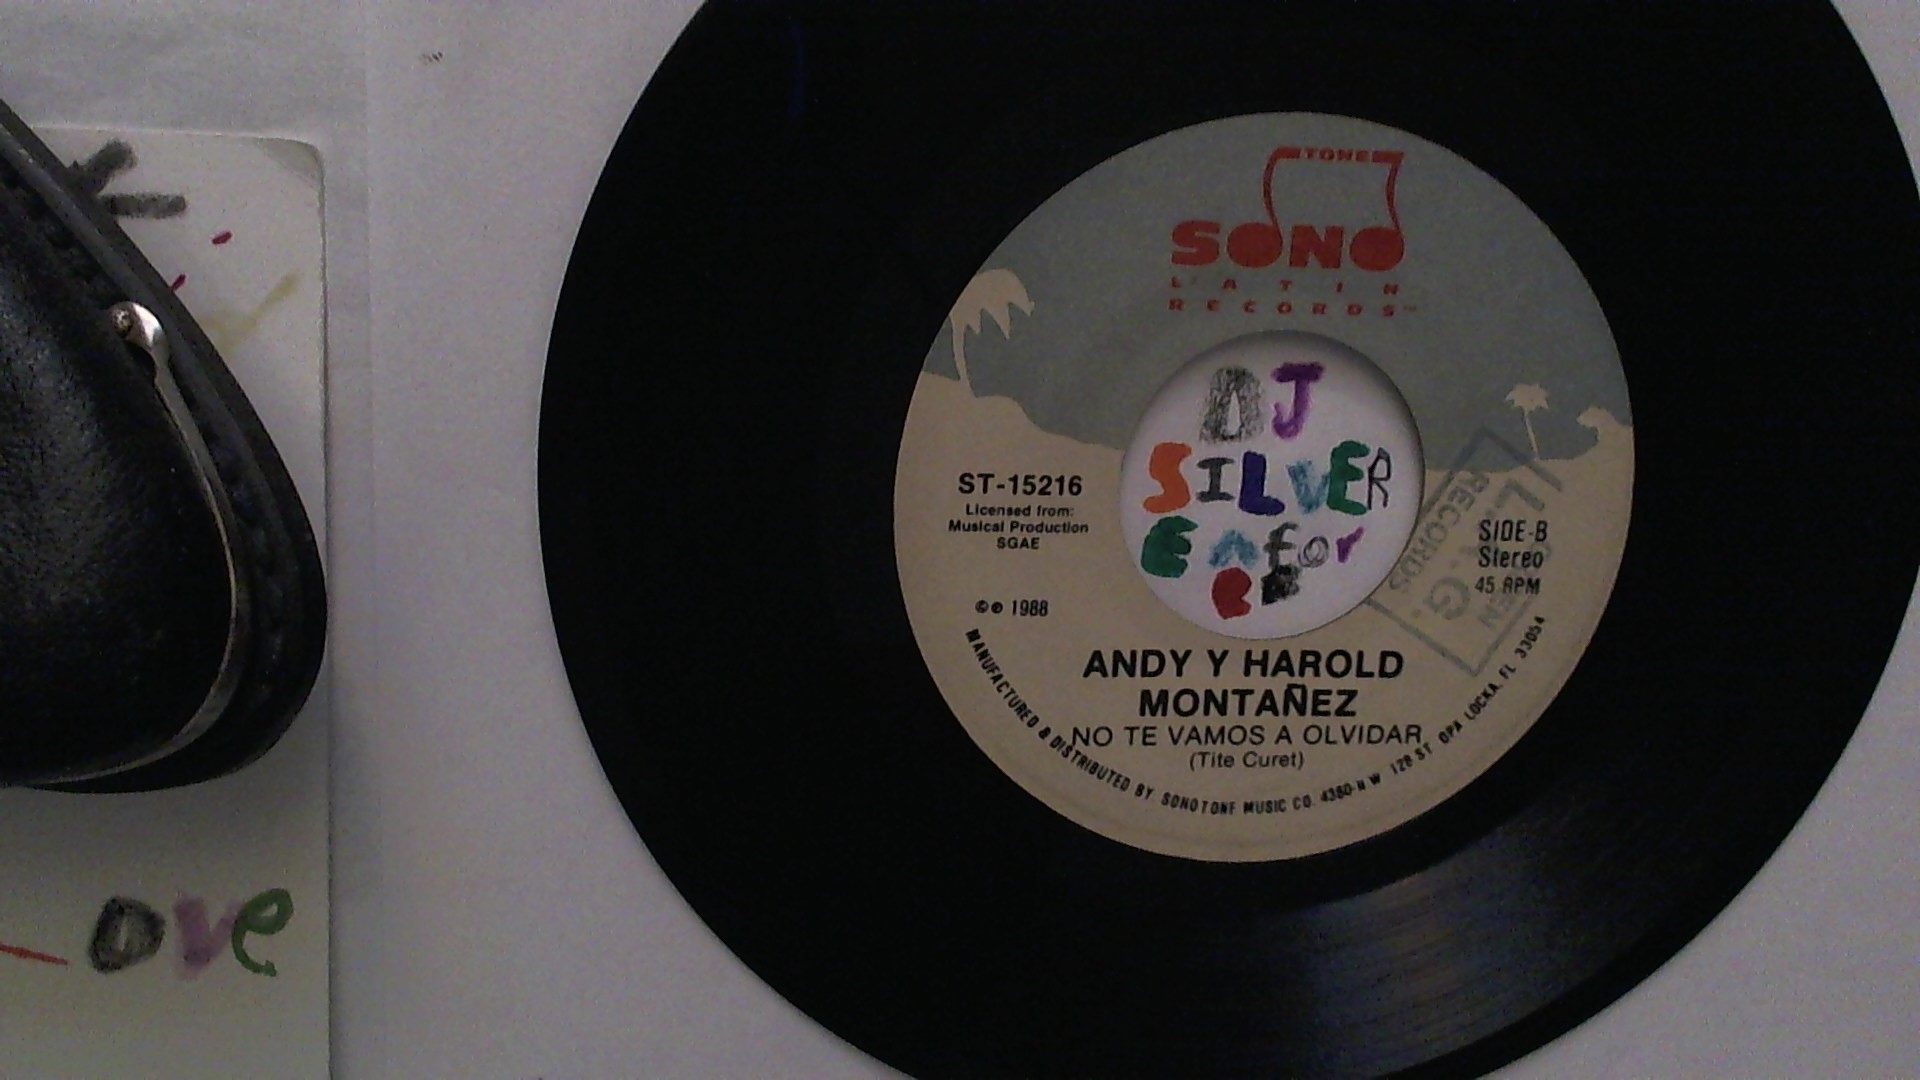 TONE
SONO
LATIN
RECORDS™
DJ
SILVER
ST-15216
Licensed from:
Musical Production
SGAE
©℗ 1988
SIDE-B
Stereo
45 RPM
RECORDS
ANDY Y HAROLD
MONTAÑEZ
NO TE VAMOS A OLVIDAR
(Tite Curet)
MANUFACTURED & DISTRIBUTED BY SONOTONE MUSIC CO. 4360-N W 128 ST OPA LOCKA, FL 33054
ove